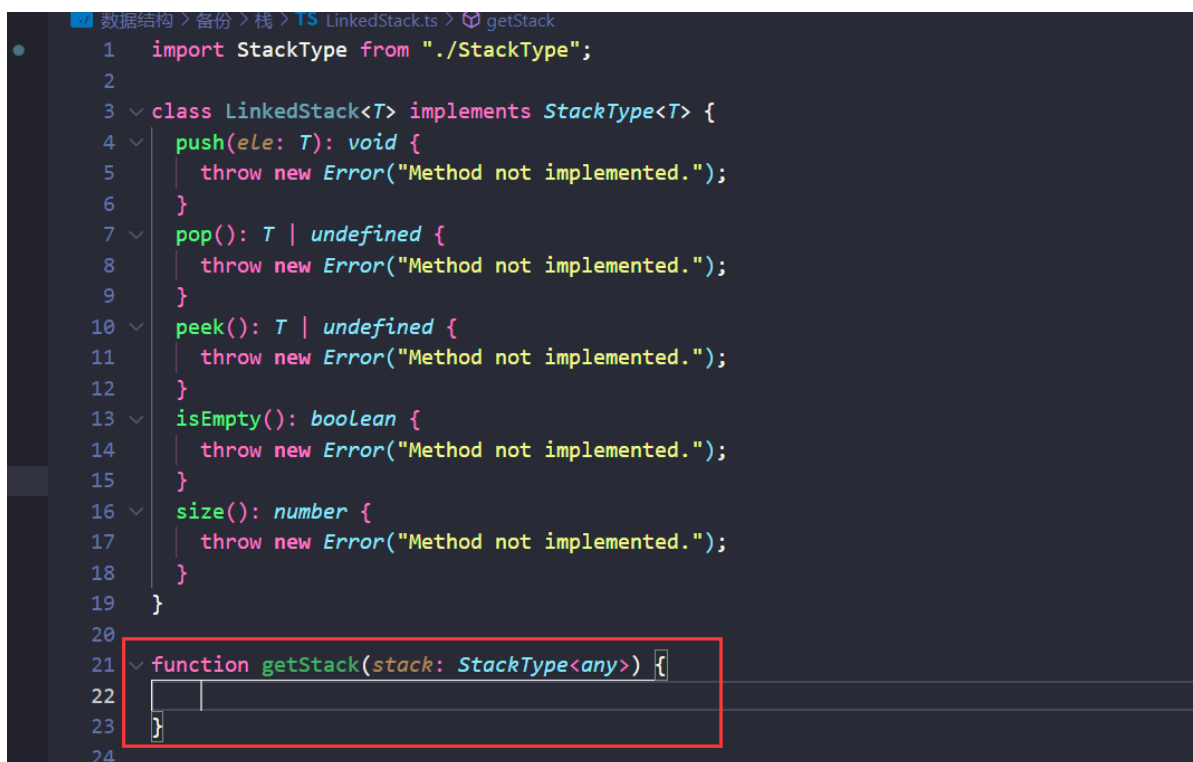 数据结构 > 备份 > 栈 > TS LinkedStack.ts > getStack
1 import StackType from "./StackType";
2
3 class LinkedStack<T> implements StackType<T> {
4 push(ele: T): void {
5 throw new Error("Method not implemented.");
6 }
7 pop(): T | undefined {
8 throw new Error("Method not implemented.");
9 }
10 peek(): T | undefined {
11 throw new Error("Method not implemented.");
12 }
13 isEmpty(): boolean {
14 throw new Error("Method not implemented.");
15 }
16 size(): number {
17 throw new Error("Method not implemented.");
18 }
19 }
20
21 function getStack(stack: StackType<any>) {
22
23 }
24